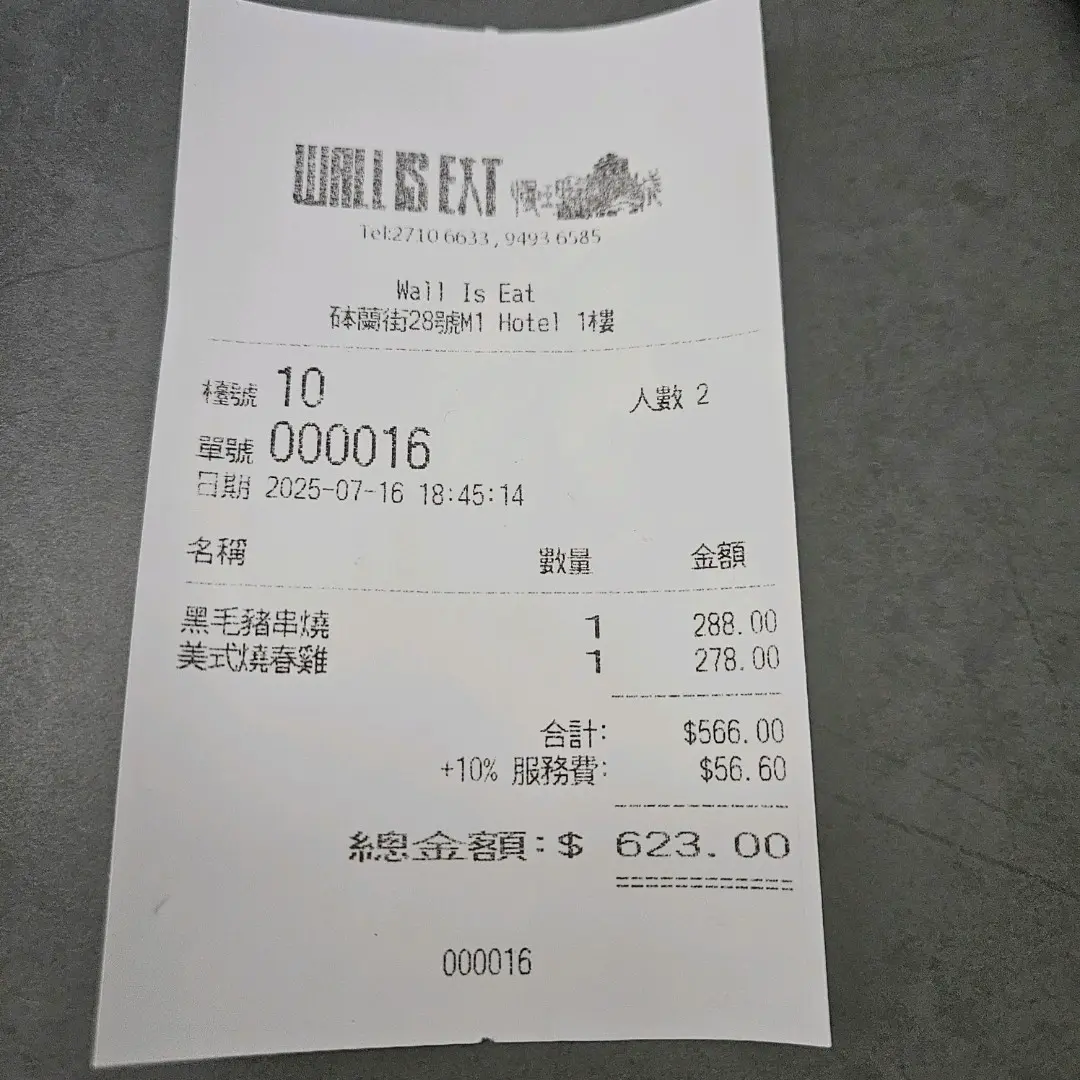 WALL IS EAT
Tel:2710 6633 , 9493 6585
Wall Is Eat
砵蘭街28號M1 Hotel 1樓
檯號 10 人數 2
單號 000016
日期 2025-07-16 18:45:14
名稱 數量 金額
黑毛豬串燒 1 288.00
美式燒春雞 1 278.00
合計: $566.00
+10% 服務費: $56.60
總金額:$ 623.00
000016